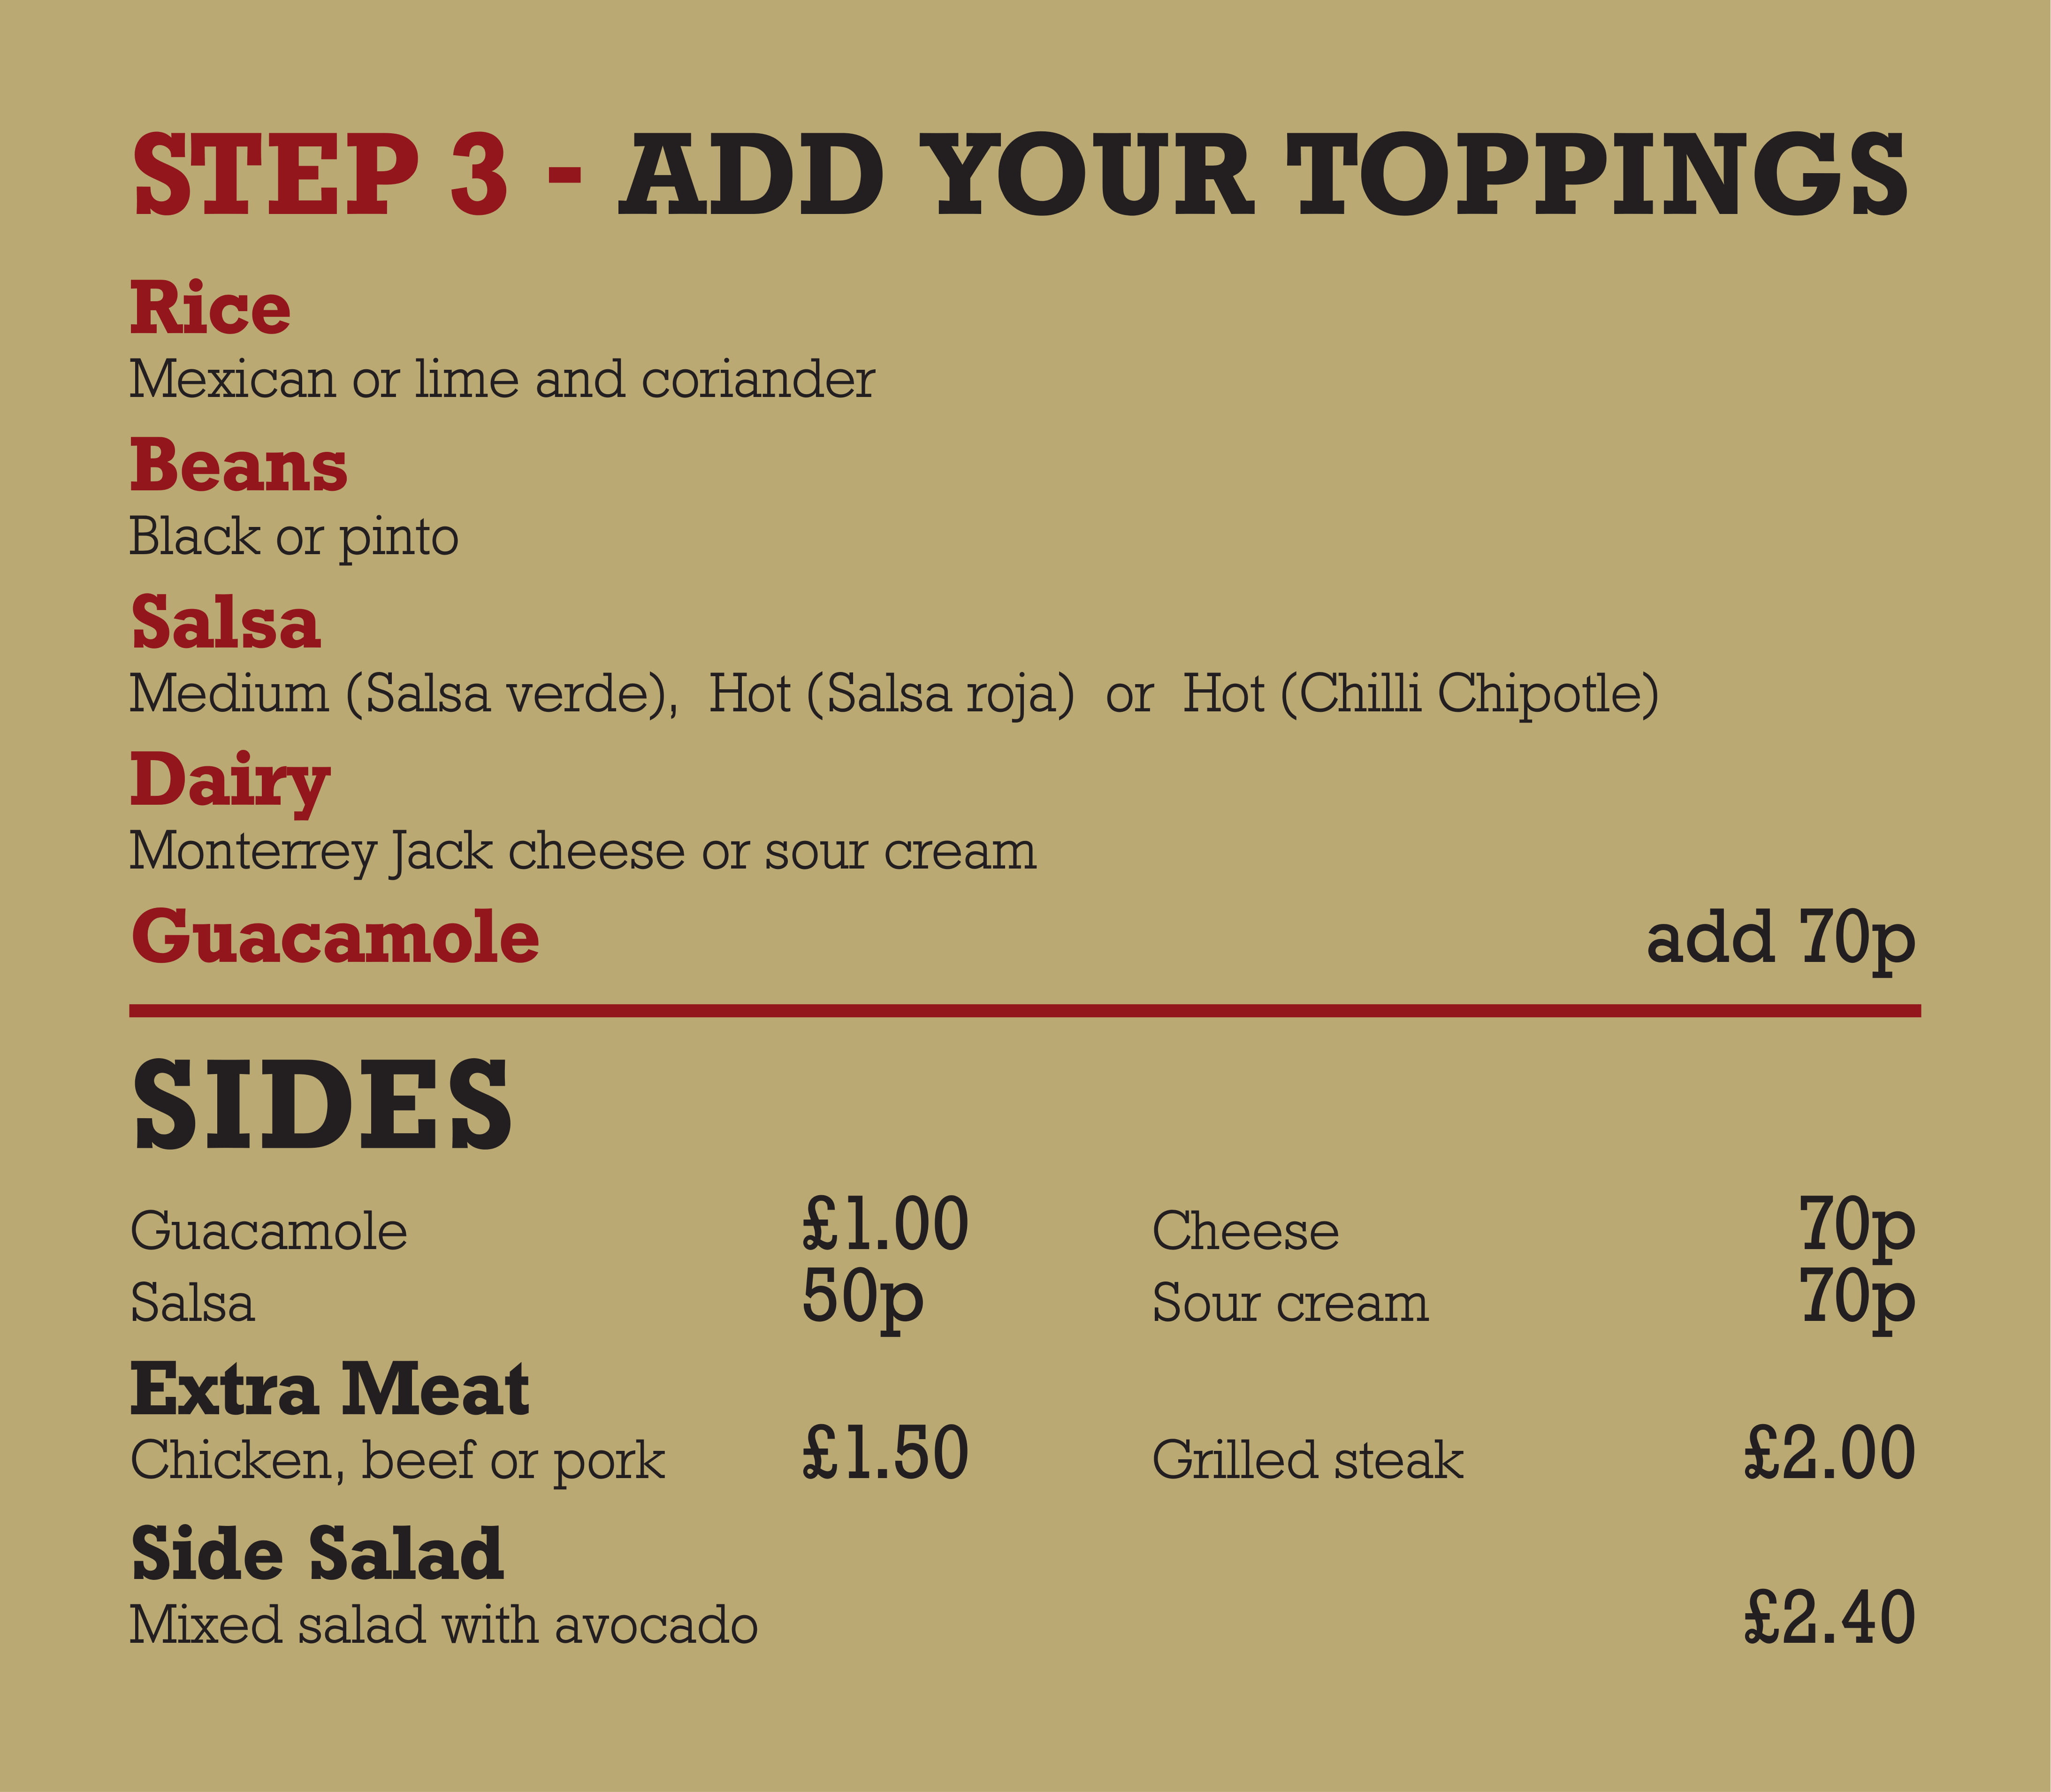 STEP 3 - ADD YOUR TOPPINGS
Rice
Mexican or lime and coriander
Beans
Black or pinto
Salsa
Medium (Salsa verde), Hot (Salsa roja) or Hot (Chilli Chipotle)
Dairy
Monterrey Jack cheese or sour cream
Guacamole add 70p
SIDES
Guacamole £1.00 Cheese 70p
Salsa 50p Sour cream 70p
Extra Meat
Chicken, beef or pork £1.50 Grilled steak £2.00
Side Salad
Mixed salad with avocado £2.40